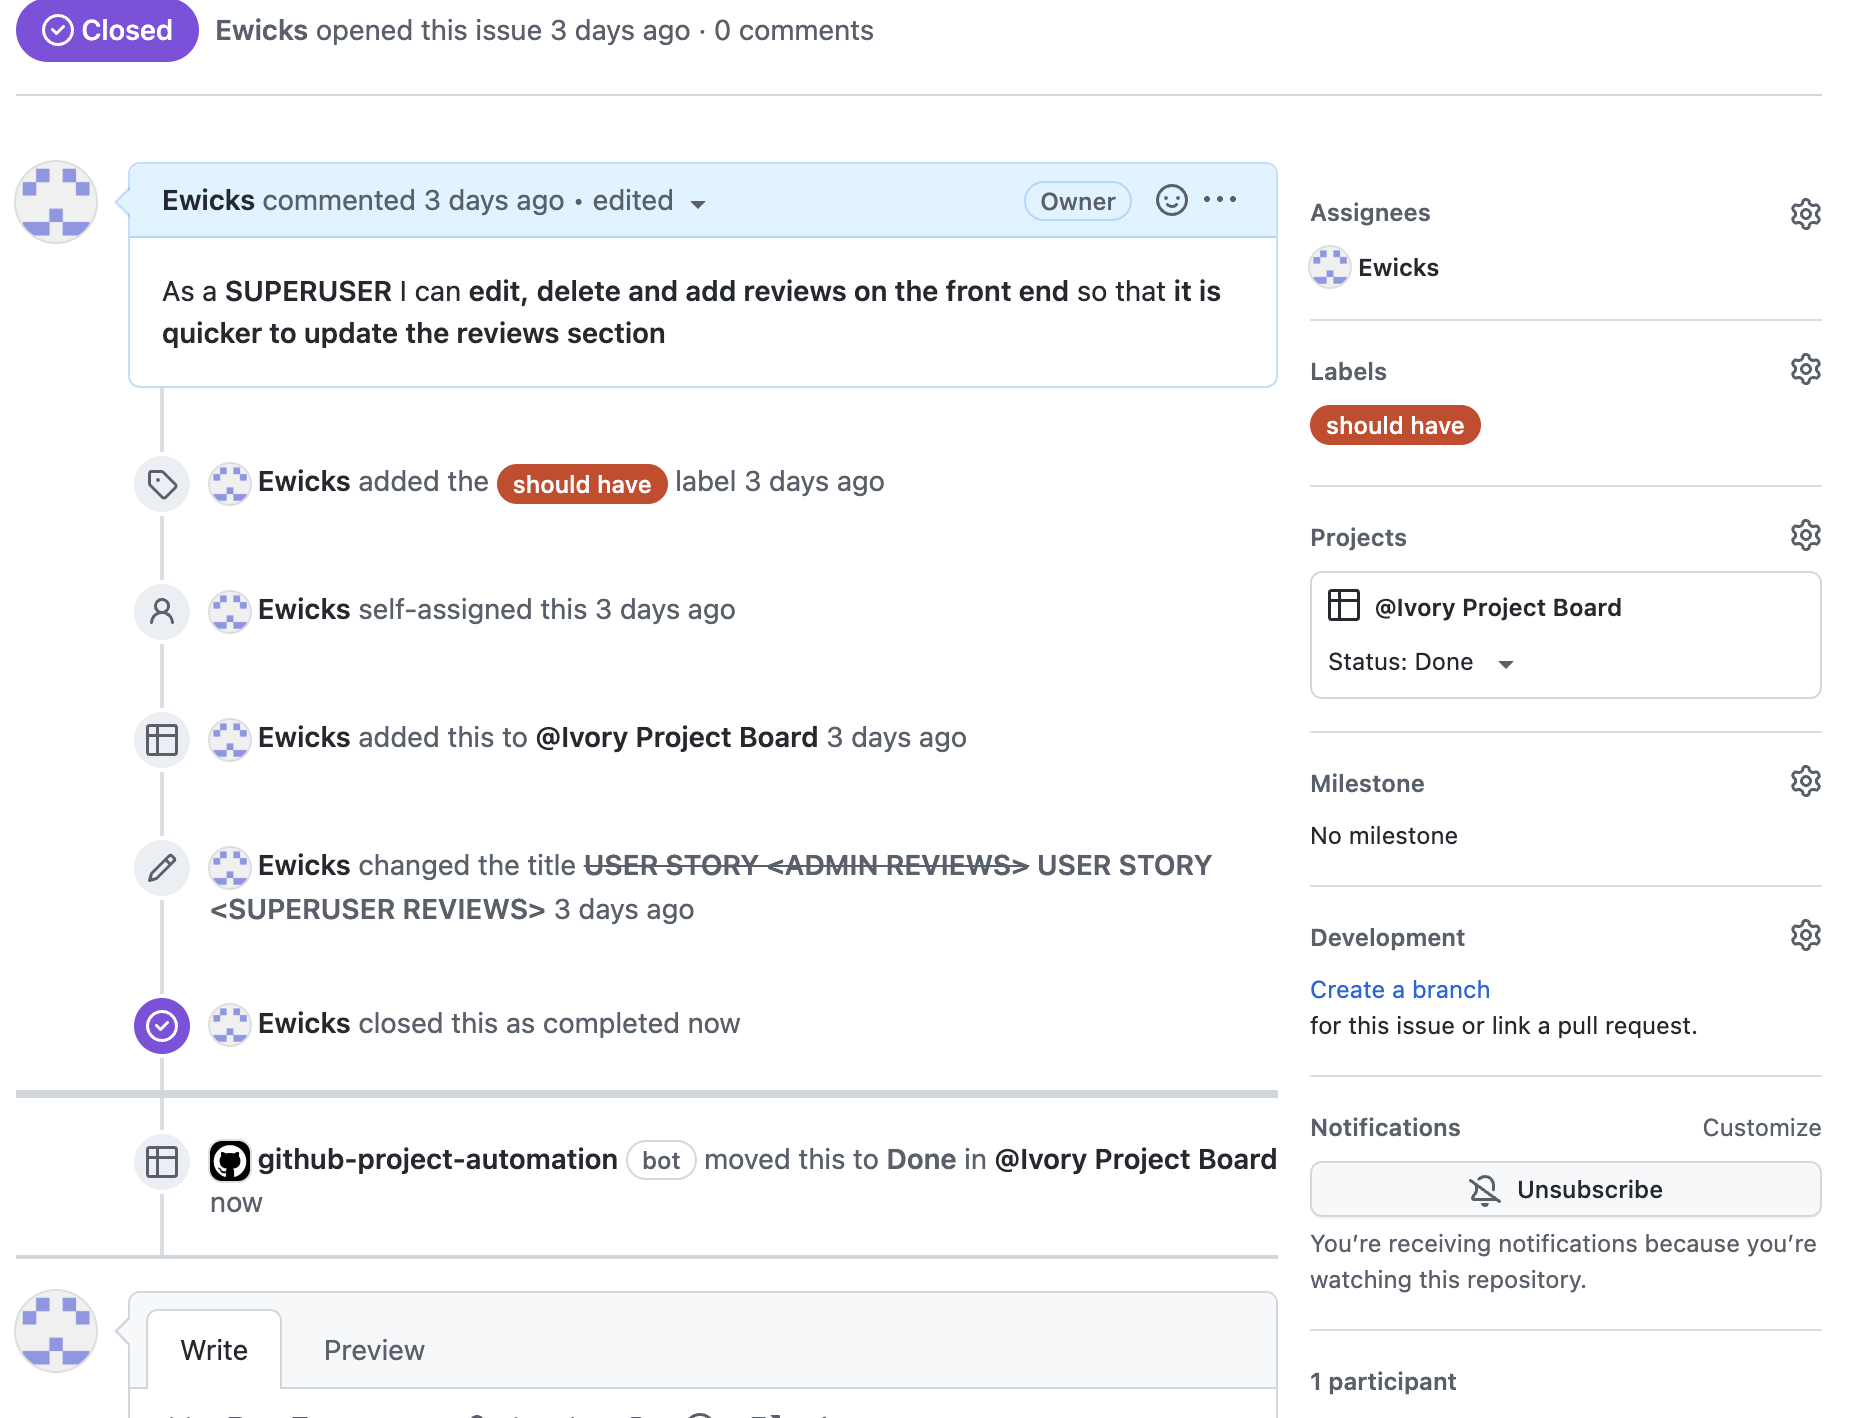 Closed Ewicks opened this issue 3 days ago · 0 comments
Ewicks commented 3 days ago • edited Owner
As a SUPERUSER I can edit, delete and add reviews on the front end so that it is
quicker to update the reviews section
Ewicks added the should have label 3 days ago
Ewicks self-assigned this 3 days ago
Ewicks added this to @Ivory Project Board 3 days ago
Ewicks changed the title USER STORY <ADMIN REVIEWS> USER STORY
<SUPERUSER REVIEWS> 3 days ago
Ewicks closed this as completed now
github-project-automation bot moved this to Done in @Ivory Project Board
now
Write Preview
Assignees
Ewicks
Labels
should have
Projects
@Ivory Project Board
Status: Done
Milestone
No milestone
Development
Create a branch
for this issue or link a pull request.
Notifications Customize
Unsubscribe
You’re receiving notifications because you’re
watching this repository.
1 participant